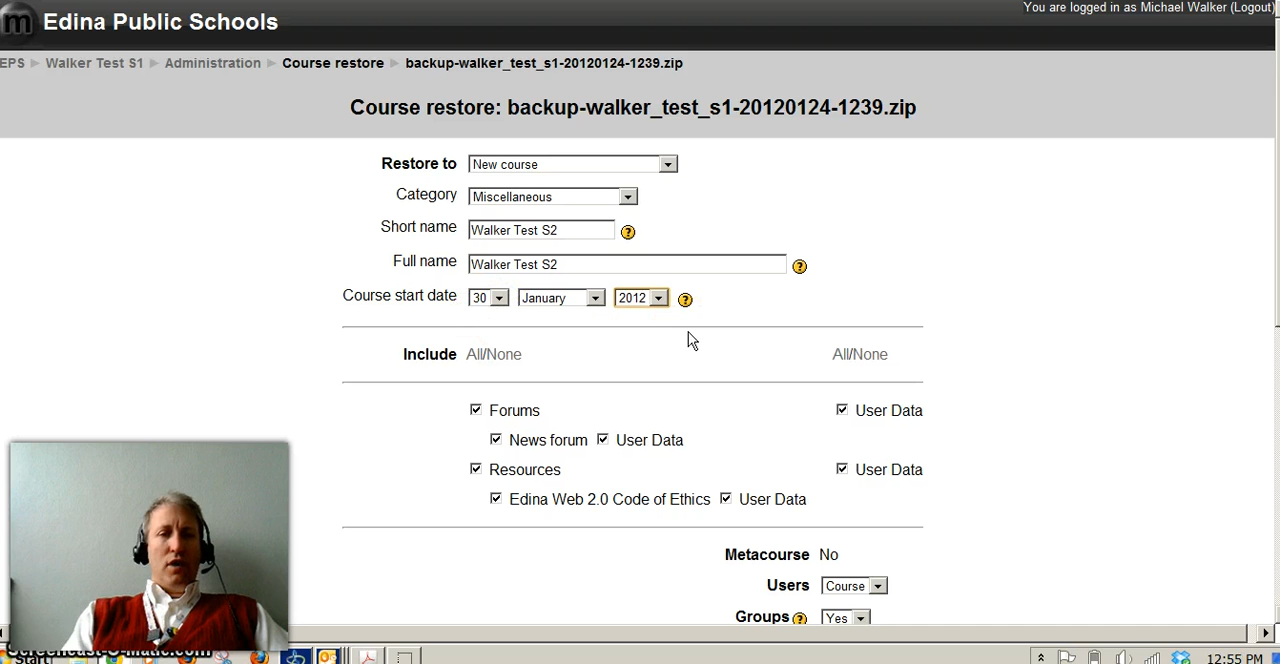 You are logged in as Michael Walker (Logout)
m Edina Public Schools
EPS ► Walker Test S1 ► Administration ► Course restore ► backup-walker_test_s1-20120124-1239.zip
Course restore: backup-walker_test_s1-20120124-1239.zip
Restore to New course
Category Miscellaneous
Short name Walker Test S2 ?
Full name Walker Test S2 ?
Course start date 30 January 2012 ?
Include All/None All/None
Forums User Data
News forum User Data
Resources User Data
Edina Web 2.0 Code of Ethics User Data
Metacourse No
Users Course
Groups ? Yes
Screencast-O-Matic.com
Start 12:55 PM